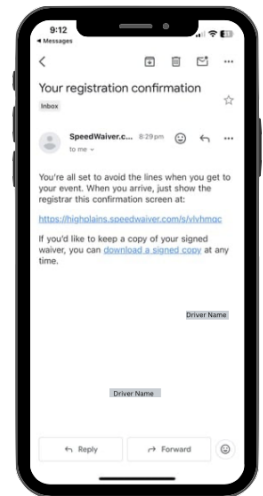 9:12
Messages
Your registration confirmation
Inbox
SpeedWaiver.c... 8:29 pm
to me
You're all set to avoid the lines when you get to
your event. When you arrive, just show the
registrar this confirmation screen at:
https://highplains.speedwaiver.com/s/vlvhmqc
If you'd like to keep a copy of your signed
waiver, you can download a signed copy at any
time.
Driver Name
Driver Name
Reply Forward